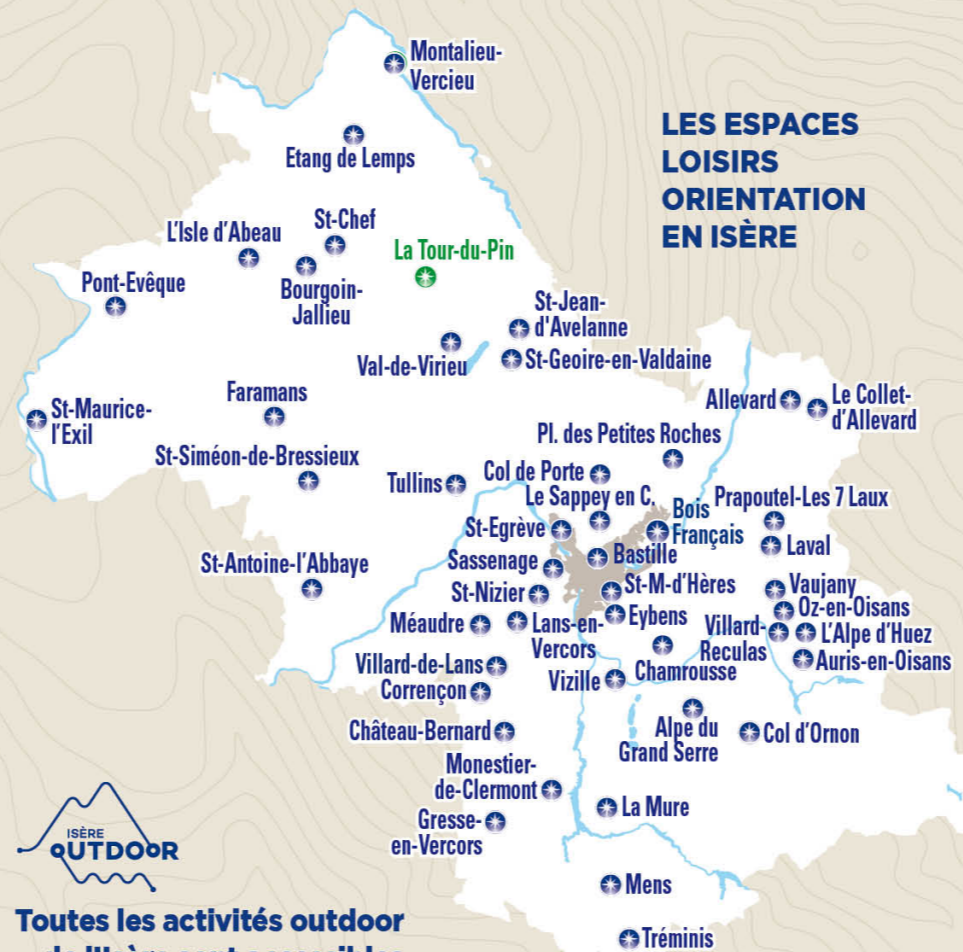 Montalieu-
Vercieu
LES ESPACES
LOISIRS
ORIENTATION
EN ISÈRE
Etang de Lemps
St-Chef
L'Isle d'Abeau
La Tour-du-Pin
Pont-Evêque
Bourgoin-
Jallieu
St-Jean-
d'Avelanne
Val-de-Virieu
St-Geoire-en-Valdaine
Faramans
St-Maurice-
l'Exil
Allevard
Le Collet-
d'Allevard
Pl. des Petites Roches
St-Siméon-de-Bressieux
Tullins
Col de Porte
Le Sappey en C.
Prapoutel-Les 7 Laux
Bois
Français
St-Egrève
Laval
Bastille
Sassenage
St-Antoine-l'Abbaye
St-M-d'Hères
Vaujany
St-Nizier
Oz-en-Oisans
Eybens
Méaudre
Lans-en-
Vercors
Villard-
Reculas
L'Alpe d'Huez
Auris-en-Oisans
Villard-de-Lans
Chamrousse
Corrençon
Vizille
Château-Bernard
Alpe du
Grand Serre
Col d'Ornon
Monestier-
de-Clermont
La Mure
Gresse-
en-Vercors
ISÈRE
OUTDOOR
Mens
Toutes les activités outdoor
de l'Isère sont accessibles
Tréminis